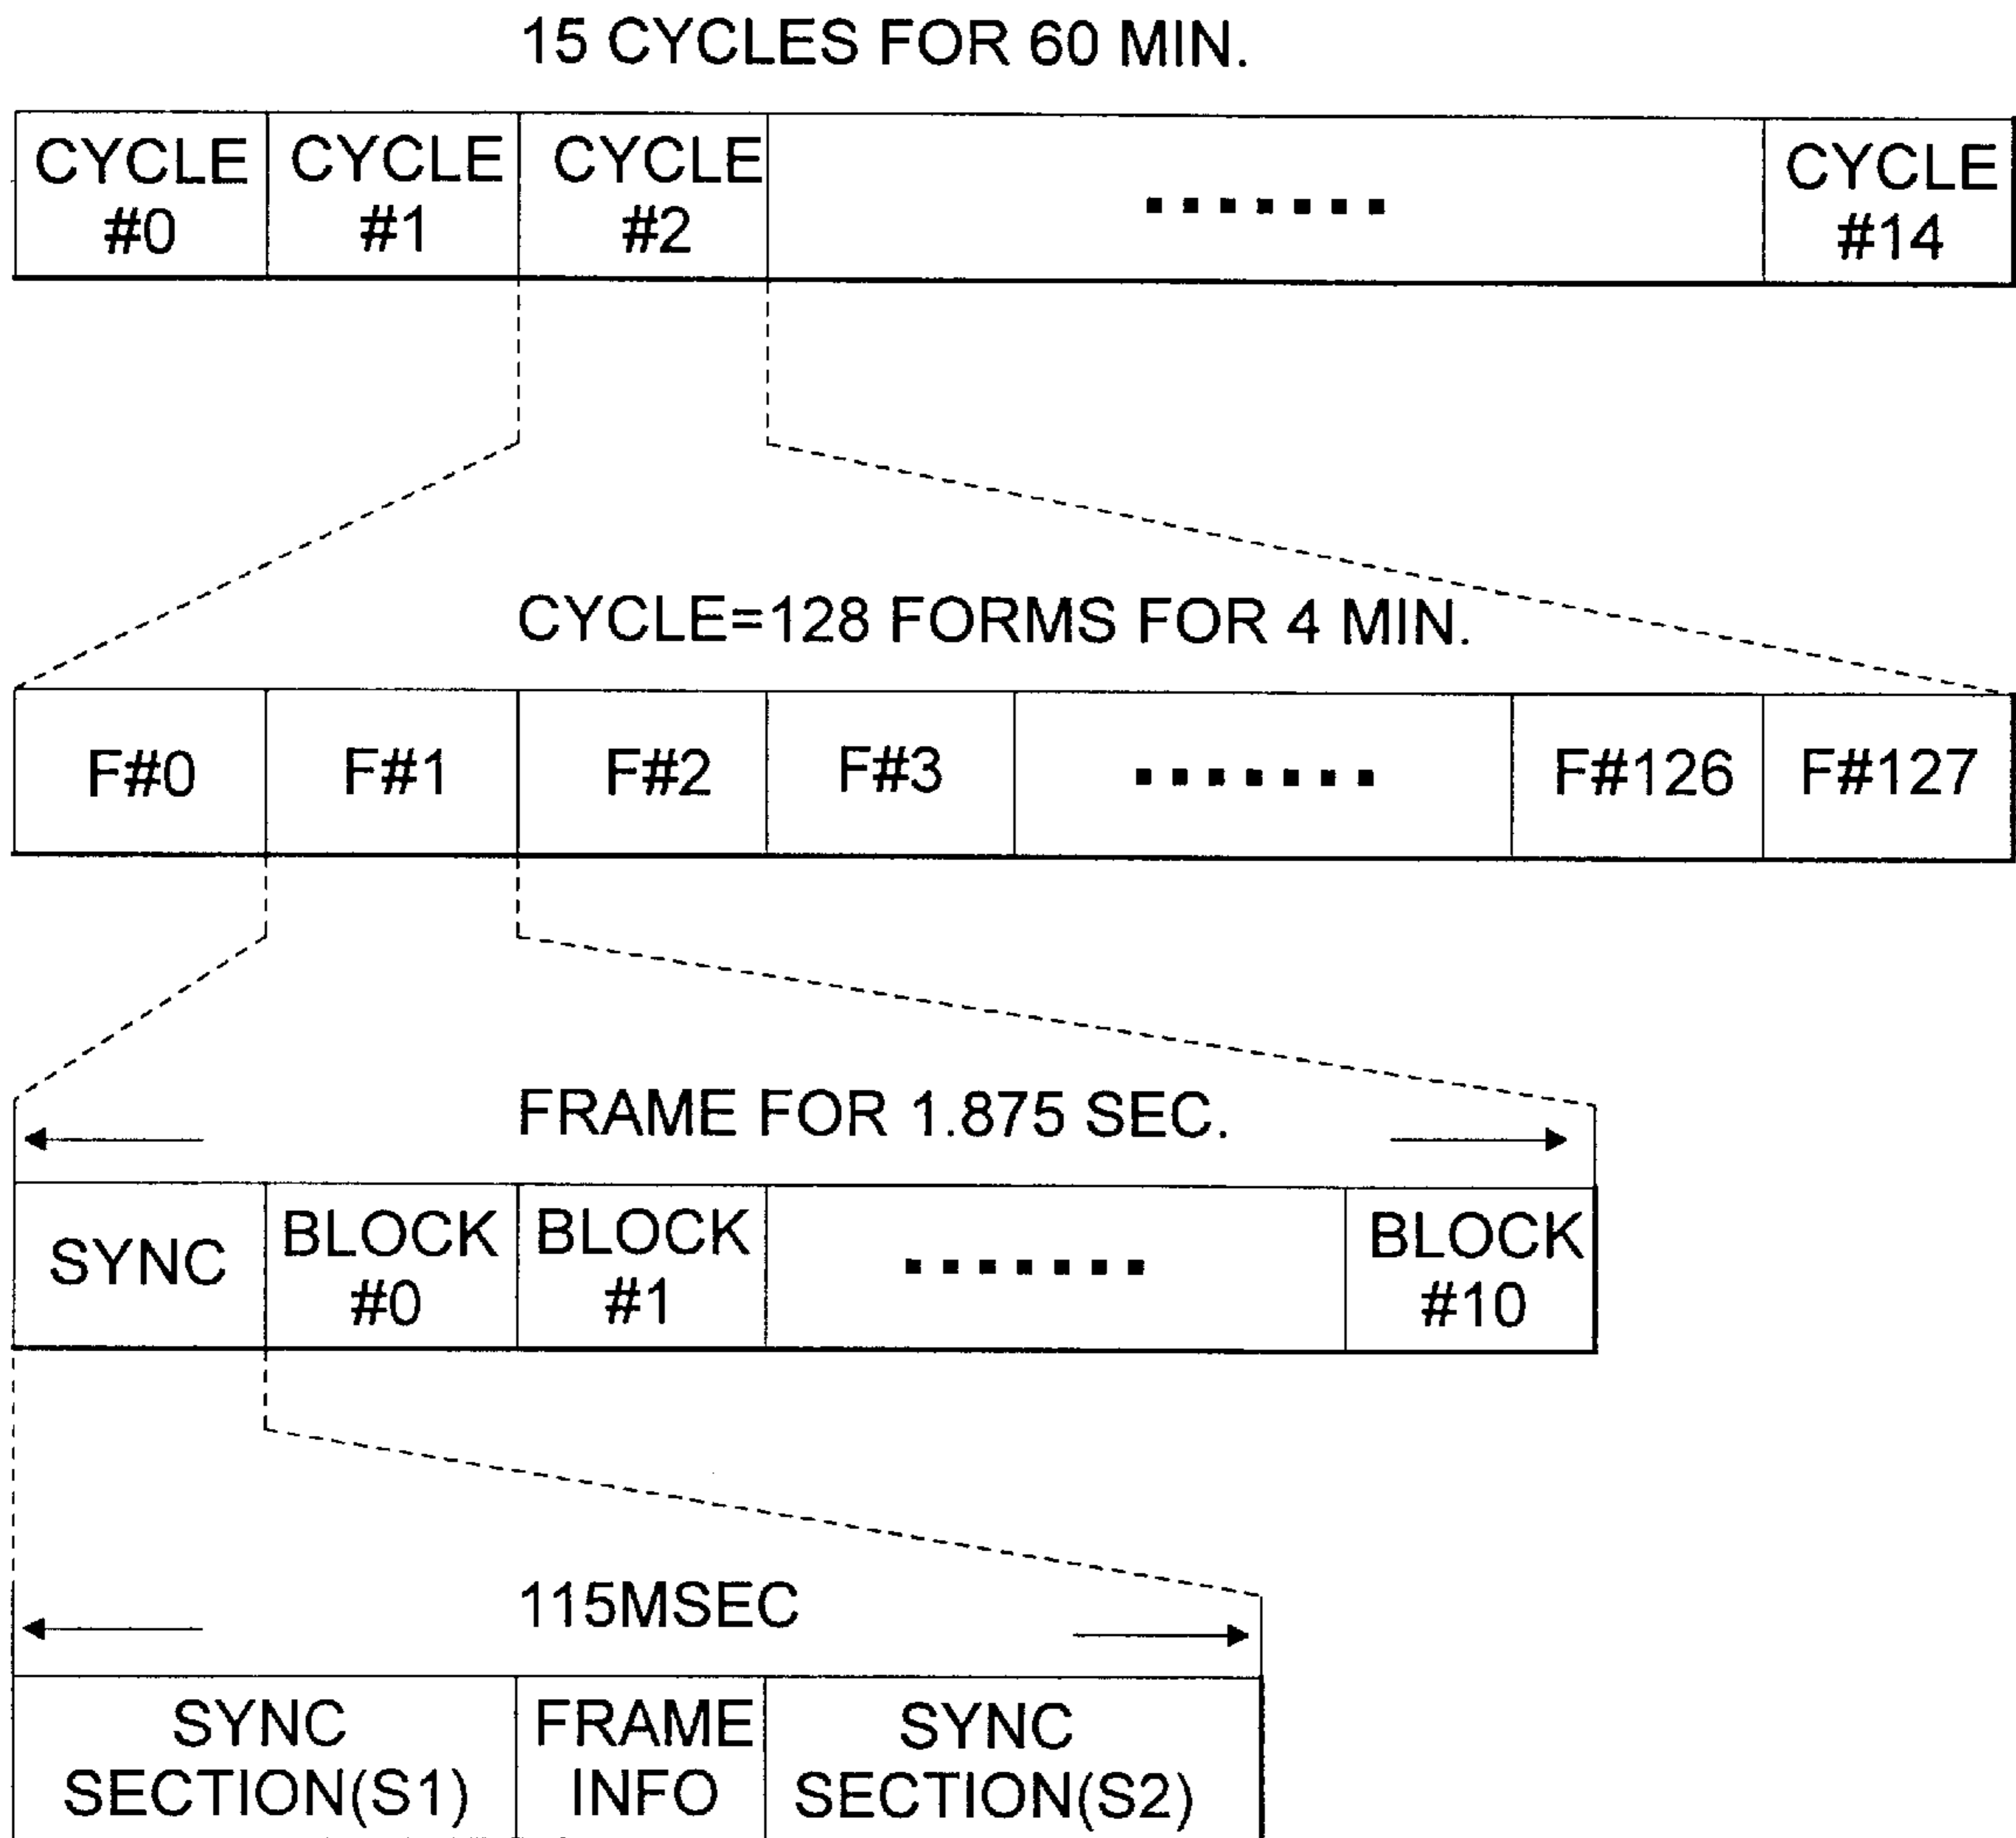 15 CYCLES FOR 60 MIN.
CYCLE #0 CYCLE #1 CYCLE #2 ....... CYCLE #14
CYCLE=128 FORMS FOR 4 MIN.
F#0 F#1 F#2 F#3 ....... F#126 F#127
FRAME FOR 1.875 SEC.
SYNC BLOCK #0 BLOCK #1 ....... BLOCK #10
115MSEC
SYNC SECTION(S1) FRAME INFO SYNC SECTION(S2)